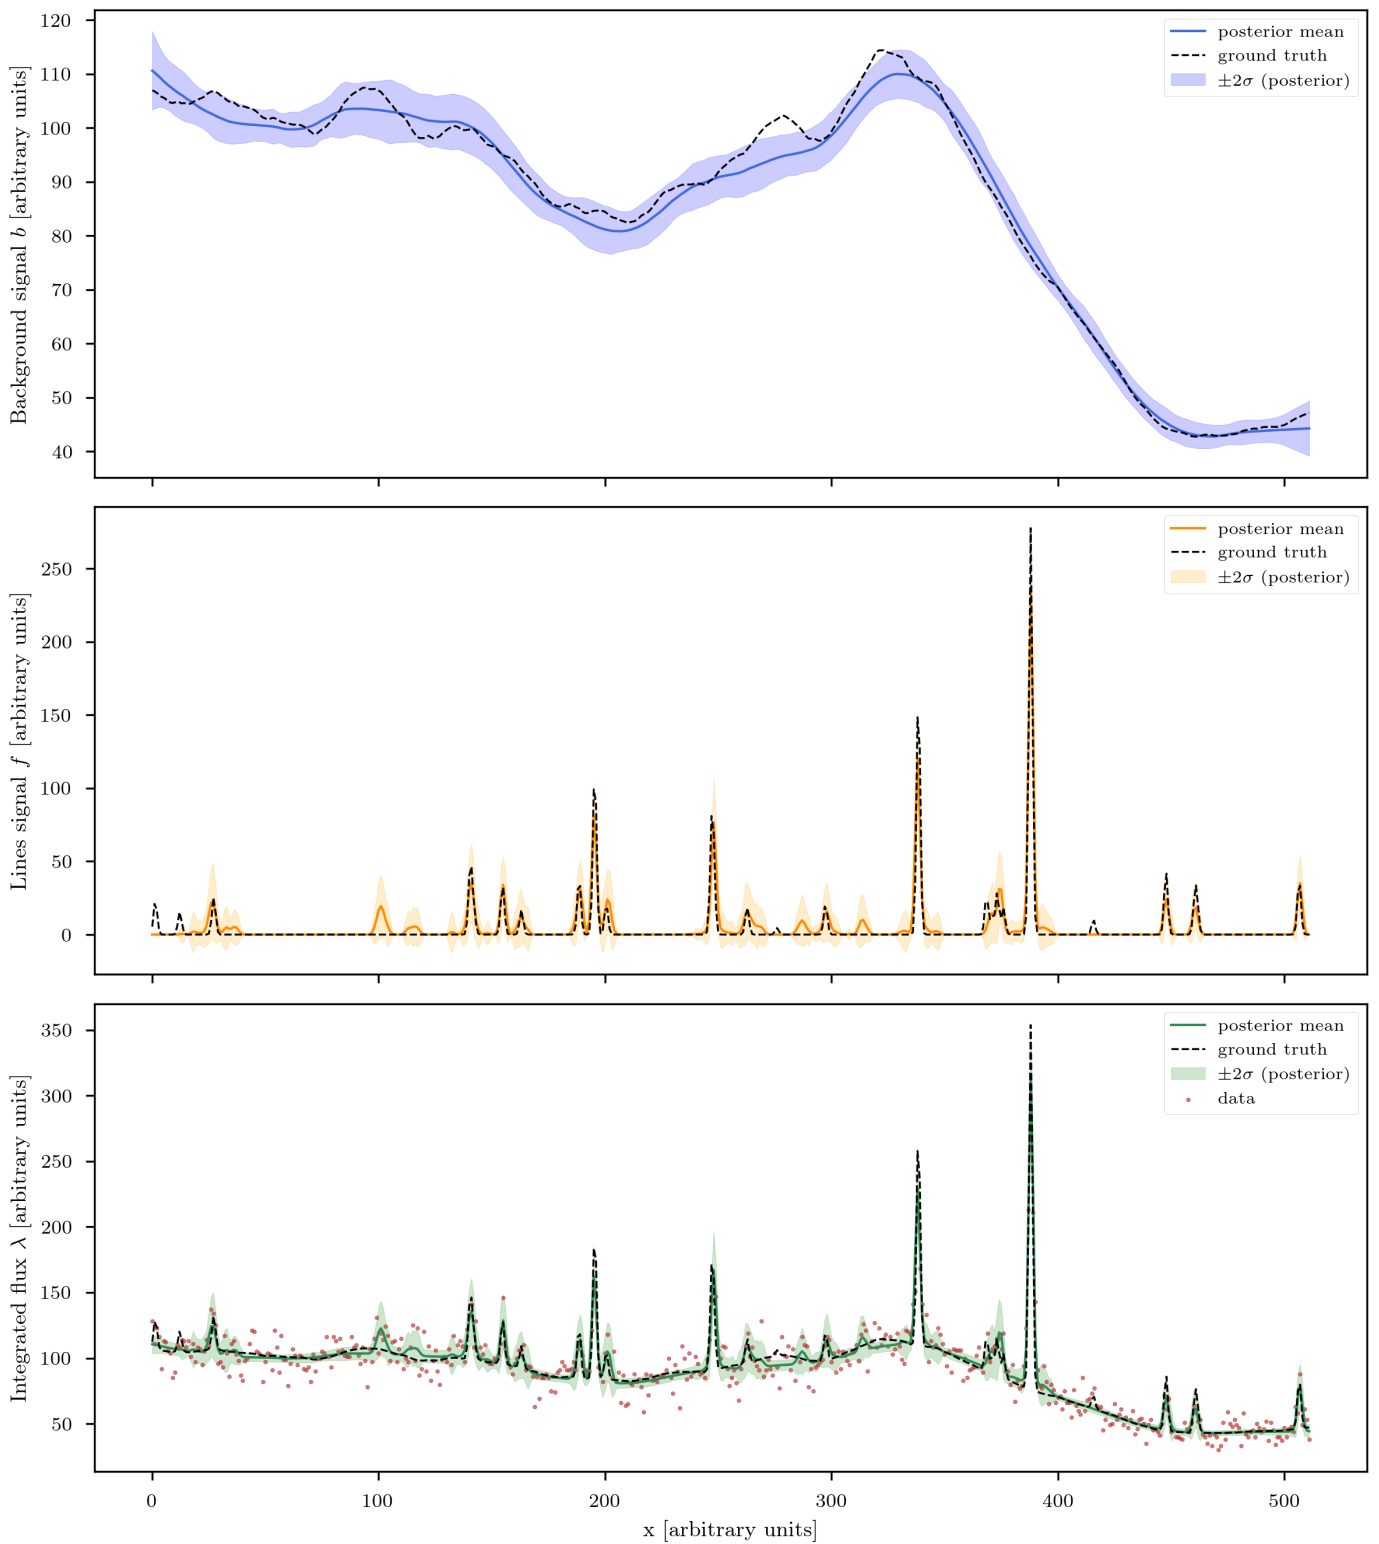 120
110
100
90
80
70
60
50
40
Background signal b [arbitrary units]
posterior mean
ground truth
±2σ (posterior)
250
200
150
100
50
0
Lines signal f [arbitrary units]
posterior mean
ground truth
±2σ (posterior)
350
300
250
200
150
100
50
Integrated flux λ [arbitrary units]
posterior mean
ground truth
±2σ (posterior)
data
0 100 200 300 400 500
x [arbitrary units]